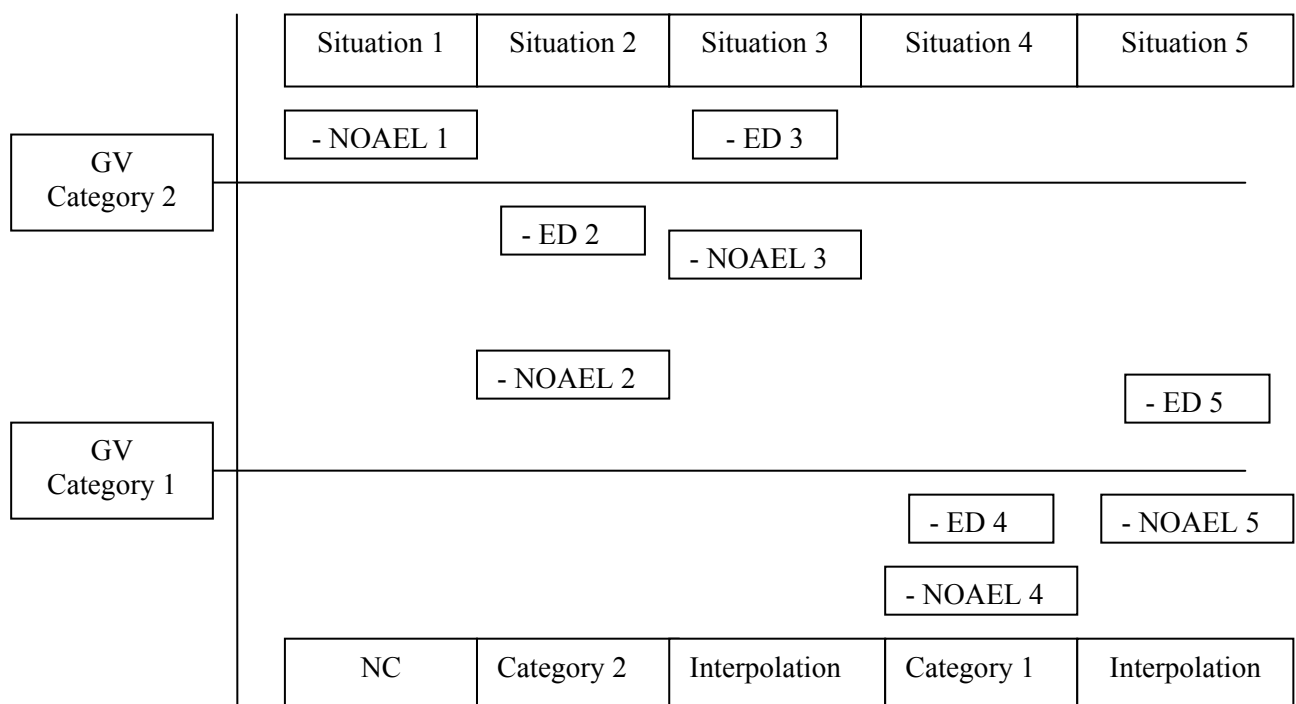 Situation 1
Situation 2
Situation 3
Situation 4
Situation 5
- NOAEL 1
- ED 3
GV
Category 2
- ED 2
- NOAEL 3
- NOAEL 2
- ED 5
GV
Category 1
- ED 4
- NOAEL 5
- NOAEL 4
NC
Category 2
Interpolation
Category 1
Interpolation